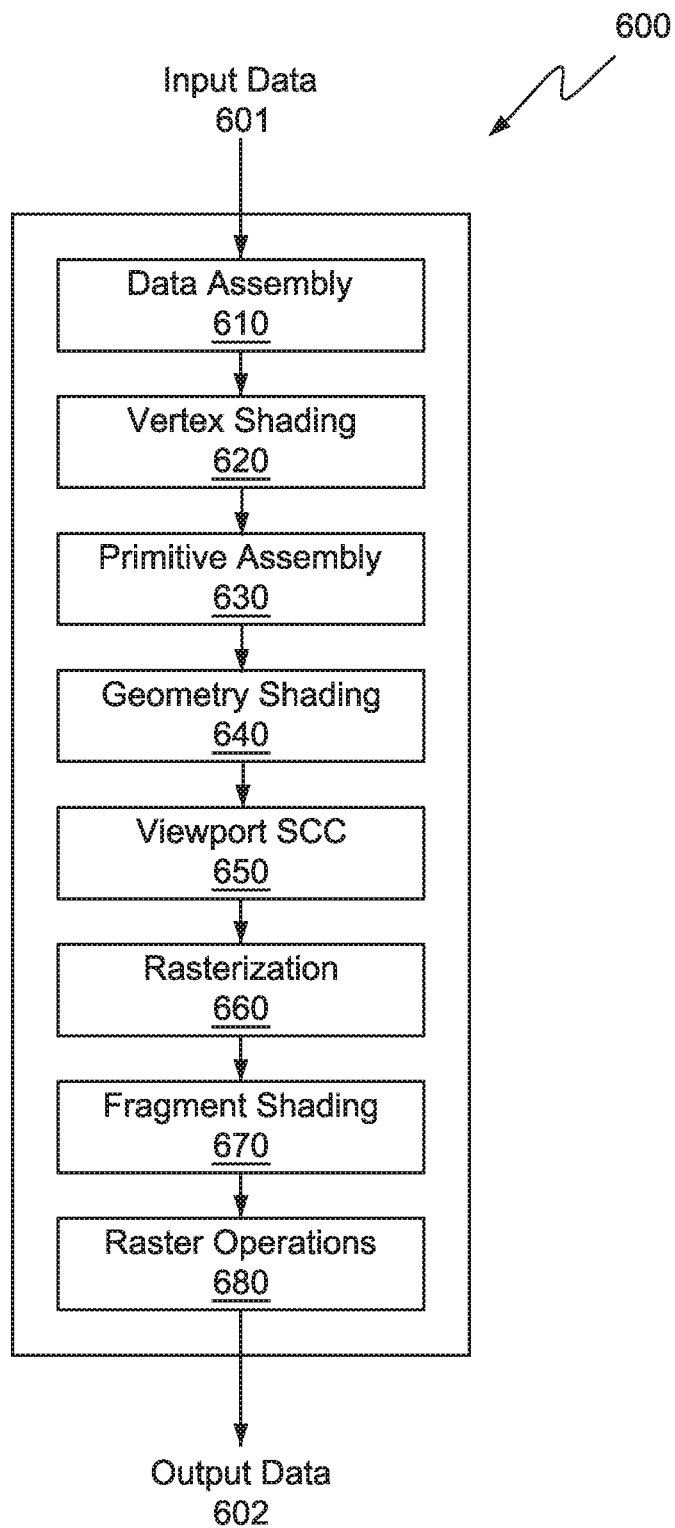 600
Input Data
601
Data Assembly
610
Vertex Shading
620
Primitive Assembly
630
Geometry Shading
640
Viewport SCC
650
Rasterization
660
Fragment Shading
670
Raster Operations
680
Output Data
602